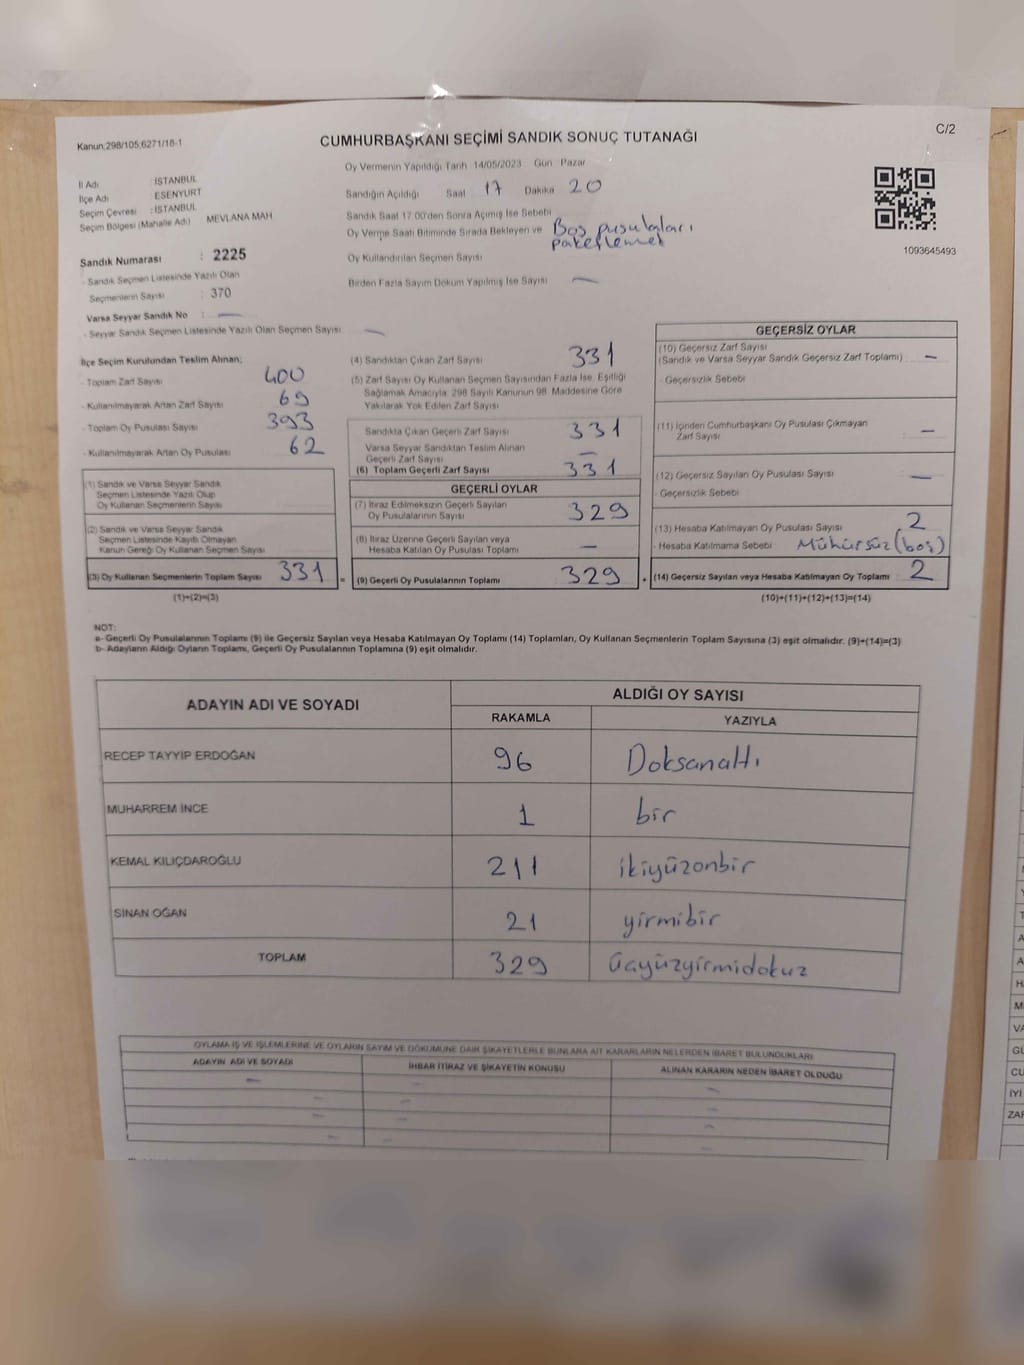 C/2
Kanun;298/105,6271/18-1
CUMHURBAŞKANI SEÇİMİ SANDIK SONUÇ TUTANAĞI
Oy Vermenin Yapıldığı Tarih 14/05/2023 Gün Pazar
İl Adı : İSTANBUL
İlçe Adı : ESENYURT
Seçim Çevresi : İSTANBUL
Seçim Bölgesi (Mahalle Adı) MEVLANA MAH
Sandığın Açıldığı Saat 17 Dakika 20
Sandık Saat 17.00'den Sonra Açımış İse Sebebi
Oy Verme Saati Bitiminde Sırada Bekleyen ve Boş pusulaları paketlemek
Oy Kullandırılan Seçmen Sayısı
Birden Fazla Sayım Döküm Yapılmış İse Sayısı —
1093645493
Sandık Numarası : 2225
- Sandık Seçmen Listesinde Yazılı Olan
Seçmenlerin Sayısı : 370
Varsa Seyyar Sandık No : —
- Seyyar Sandık Seçmen Listesinde Yazılı Olan Seçmen Sayısı: —
İlçe Seçim Kurulundan Teslim Alınan;
- Toplam Zarf Sayısı 400
- Kullanılmayarak Artan Zarf Sayısı 69
- Toplam Oy Pusulası Sayısı 393
- Kullanılmayarak Artan Oy Pusulası 62
(1) Sandık ve Varsa Seyyar Sandık
Seçmen Listesinde Yazılı Olup
Oy Kullanan Seçmenlerin Sayısı
(2) Sandık ve Varsa Seyyar Sandık
Seçmen Listesinde Kayıtlı Olmayan
Kanun Gereği Oy Kullanan Seçmen Sayısı
(3) Oy Kullanan Seçmenlerin Toplam Sayısı 331 =
(1)+(2)=(3)
(4) Sandıktan Çıkan Zarf Sayısı 331
(5) Zarf Sayısı Oy Kullanan Seçmen Sayısından Fazla İse, Eşitliği
Sağlamak Amacıyla; 298 Sayılı Kanunun 98. Maddesine Göre
Yakılarak Yok Edilen Zarf Sayısı
Sandıkta Çıkan Geçerli Zarf Sayısı 331
Varsa Seyyar Sandıktan Teslim Alınan
Geçerli Zarf Sayısı —
(6) Toplam Geçerli Zarf Sayısı 331
GEÇERLİ OYLAR
(7) İtiraz Edilmeksizin Geçerli Sayılan
Oy Pusulalarının Sayısı 329
(8) İtiraz Üzerine Geçerli Sayılan veya
Hesaba Katılan Oy Pusulası Toplamı —
(9) Geçerli Oy Pusulalarının Toplamı 329 +
GEÇERSİZ OYLAR
(10) Geçersiz Zarf Sayısı
(Sandık ve Varsa Seyyar Sandık Geçersiz Zarf Toplamı) : —
- Geçersizlik Sebebi
(11) İçinden Cumhurbaşkanı Oy Pusulası Çıkmayan
Zarf Sayısı —
(12) Geçersiz Sayılan Oy Pusulası Sayısı —
- Geçersizlik Sebebi
(13) Hesaba Katılmayan Oy Pusulası Sayısı 2
- Hesaba Katılmama Sebebi Mühürsüz (boş)
(14) Geçersiz Sayılan veya Hesaba Katılmayan Oy Toplamı 2
(10)+(11)+(12)+(13)=(14)
NOT:
a- Geçerli Oy Pusulalarının Toplamı (9) ile Geçersiz Sayılan veya Hesaba Katılmayan Oy Toplamı (14) Toplamları, Oy Kullanan Seçmenlerin Toplam Sayısına (3) eşit olmalıdır. (9)+(14)=(3)
b- Adayların Aldığı Oyların Toplamı, Geçerli Oy Pusulalarının Toplamına (9) eşit olmalıdır.
ADAYIN ADI VE SOYADI ALDIĞI OY SAYISI
RAKAMLA YAZIYLA
RECEP TAYYİP ERDOĞAN 96 Doksanaltı
MUHARREM İNCE 1 bir
KEMAL KILIÇDAROĞLU 211 ikiyüzonbir
SİNAN OĞAN 21 yirmibir
TOPLAM 329 üçyüzyirmidokuz
OYLAMA İŞ VE İŞLEMLERİNE VE OYLARIN SAYIM VE DÖKÜMÜNE DAİR ŞİKAYETLERLE BUNLARA AİT KARARLARIN NELERDEN İBARET BULUNDUKLARI
ADAYIN ADI VE SOYADI İHBAR İTİRAZ VE ŞİKAYETİN KONUSU ALINAN KARARIN NEDEN İBARET OLDUĞU